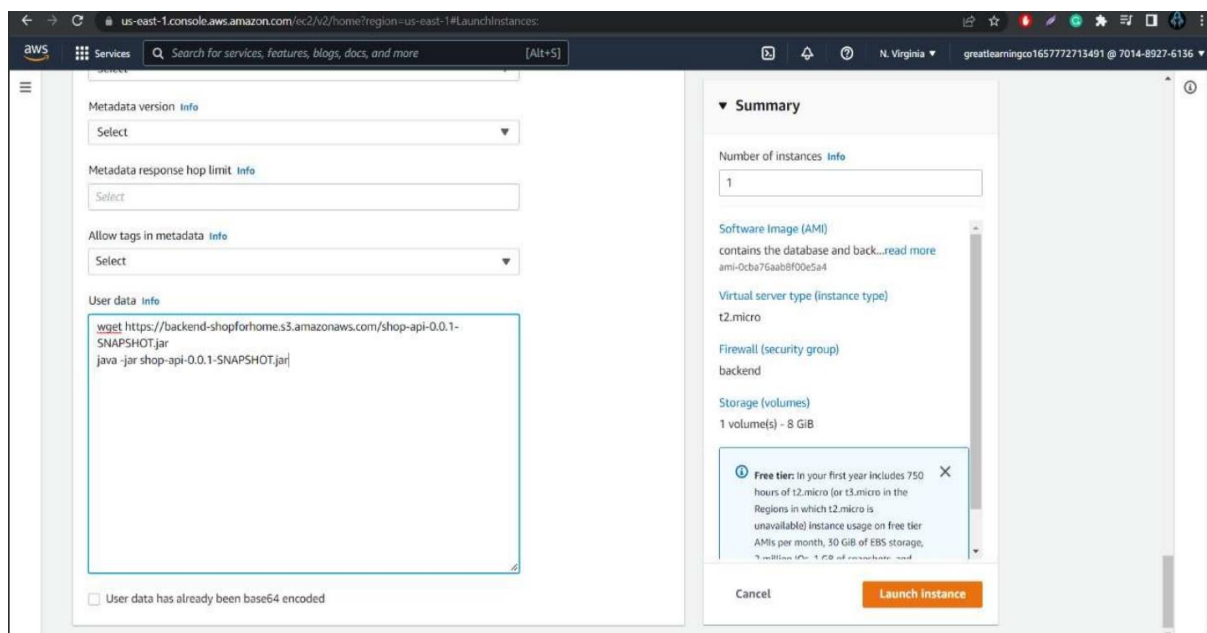 us-east-1.console.aws.amazon.com/ec2/v2/home?region=us-east-1#LaunchInstances:
aws Services Search for services, features, blogs, docs, and more [Alt+S] N. Virginia greatlearningco1657772713491 @ 7014-8927-6136
Metadata version Info
Select
Metadata response hop limit Info
Select
Allow tags in metadata Info
Select
User data Info
wget https://backend-shopforhome.s3.amazonaws.com/shop-api-0.0.1-
SNAPSHOT.jar
java -jar shop-api-0.0.1-SNAPSHOT.jar
User data has already been base64 encoded
Summary
Number of instances Info
1
Software Image (AMI)
contains the database and back...read more
ami-0cba76aab8f00e5a4
Virtual server type (instance type)
t2.micro
Firewall (security group)
backend
Storage (volumes)
1 volume(s) - 8 GiB
Free tier: In your first year includes 750
hours of t2.micro (or t3.micro in the
Regions in which t2.micro is
unavailable) instance usage on free tier
AMIs per month, 30 GiB of EBS storage,
Cancel Launch instance